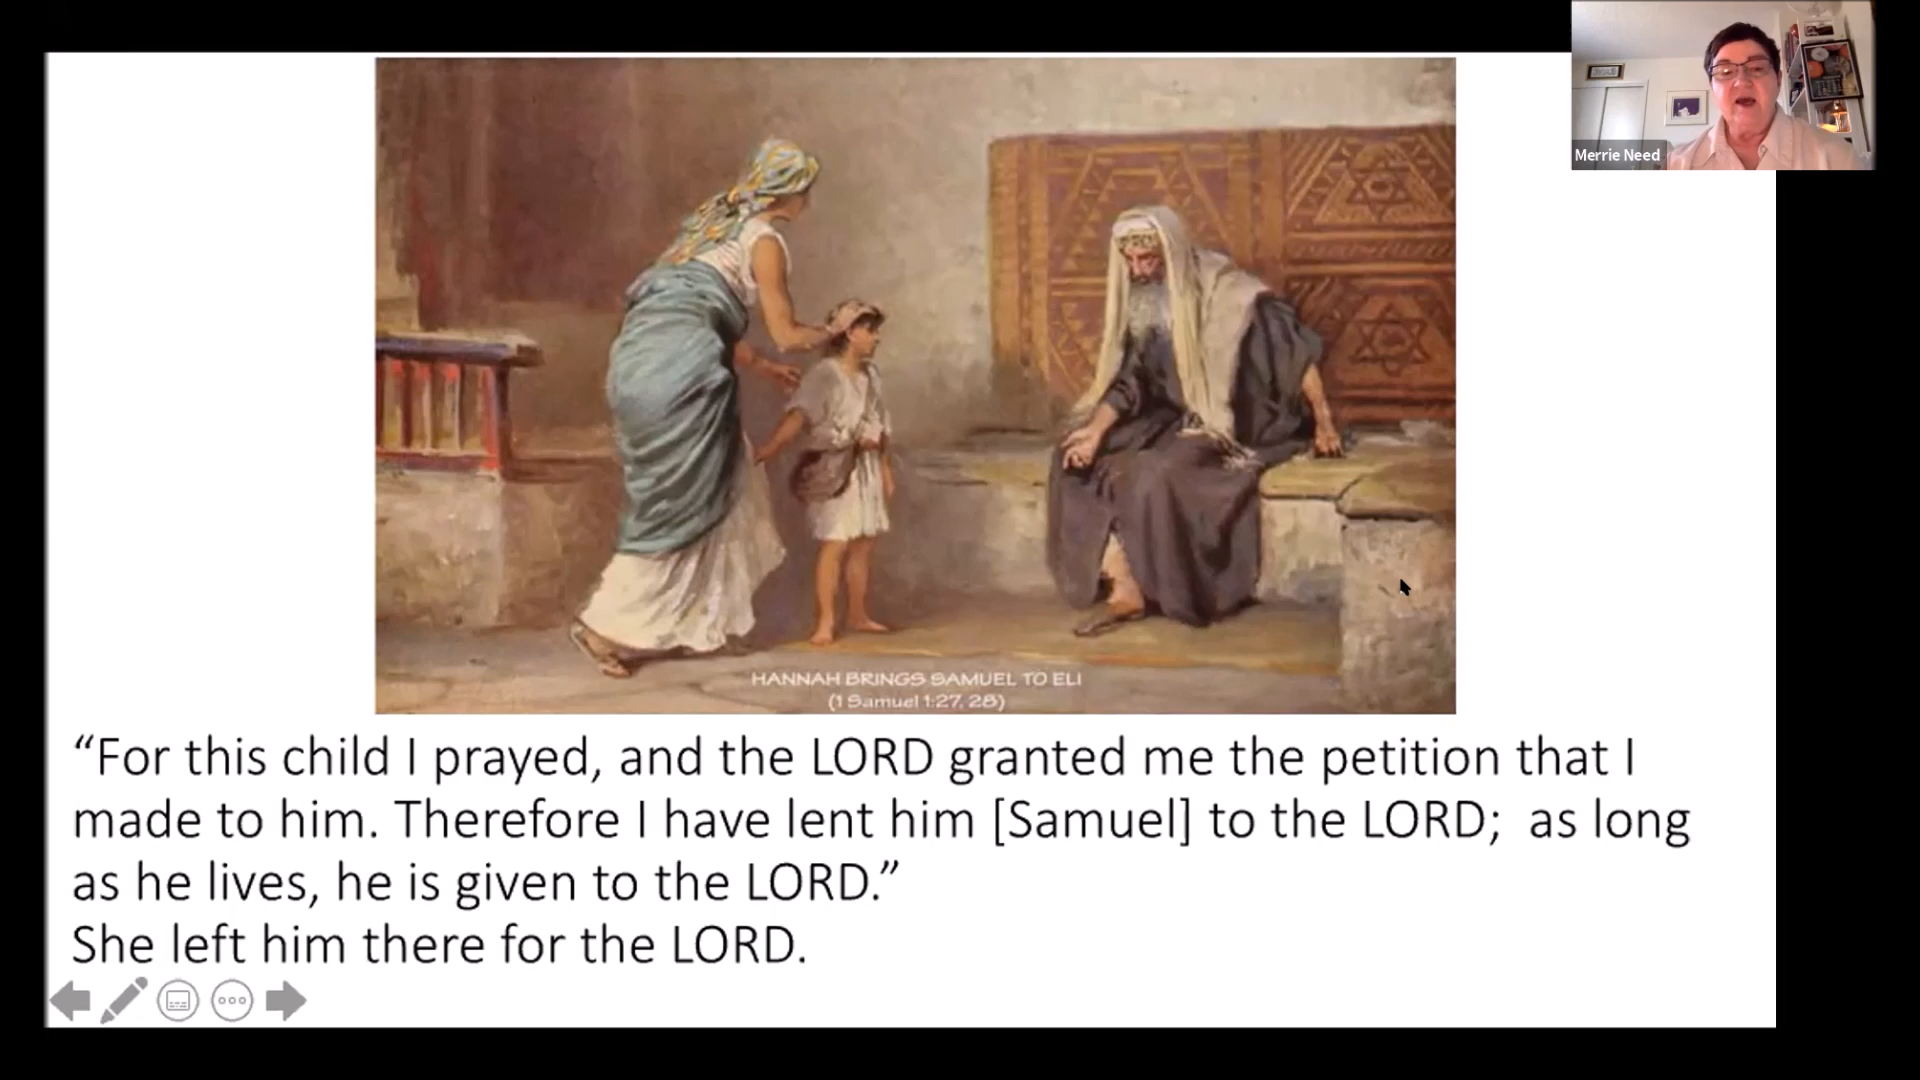 Merrie Need
HANNAH BRINGS SAMUEL TO ELI
(1 Samuel 1:27, 28)
“For this child I prayed, and the LORD granted me the petition that I
made to him. Therefore I have lent him [Samuel] to the LORD;  as long
as he lives, he is given to the LORD.”
She left him there for the LORD.